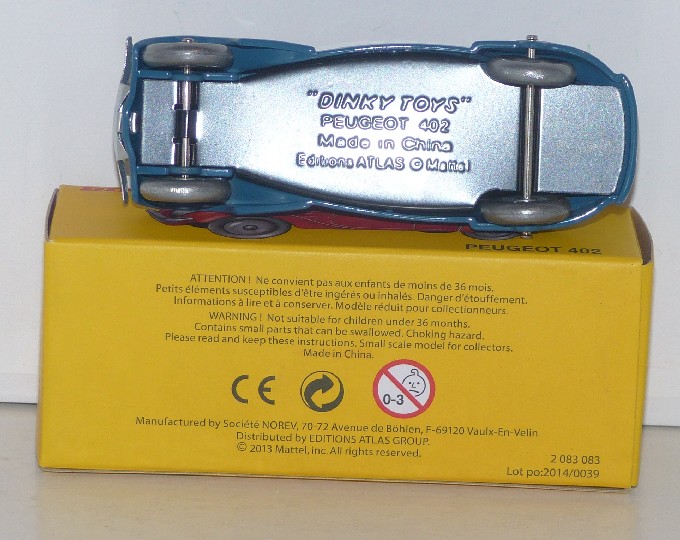 "DINKY TOYS"
PEUGEOT 402
Made in China
Editions ATLAS © Mattel
PEUGEOT 402
ATTENTION ! Ne convient pas aux enfants de moins de 36 mois.
Petits éléments susceptibles d'être ingérés ou inhalés. Danger d'étouffement.
Informations à lire et à conserver. Modèle réduit pour collectionneurs.
WARNING ! Not suitable for children under 36 months.
Contains small parts that can be swallowed. Choking hazard.
Please read and keep these instructions. Small scale model for collectors.
Made in China.
CE
0-3
Manufactured by Société NOREV, 70-72 Avenue de Böhlen, F-69120 Vaulx-En-Velin
Distributed by EDITIONS ATLAS GROUP.
© 2013 Mattel, inc. All rights reserved.
2 083 083
Lot po:2014/0039